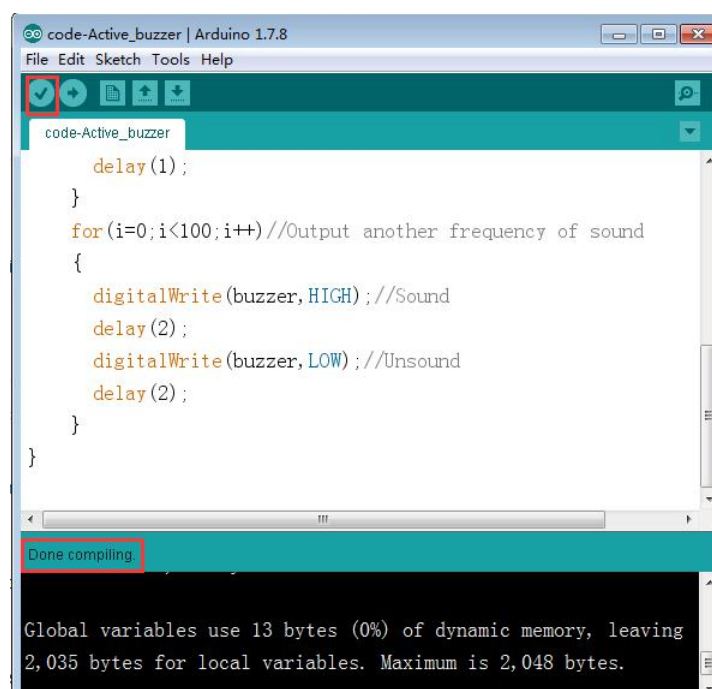 code-Active_buzzer | Arduino 1.7.8
File Edit Sketch Tools Help
code-Active_buzzer
delay(1);
}
for(i=0;i<100;i++)//Output another frequency of sound
{
digitalWrite(buzzer,HIGH);//Sound
delay(2);
digitalWrite(buzzer,LOW);//Unsound
delay(2);
}
}
Done compiling.
Global variables use 13 bytes (0%) of dynamic memory, leaving
2,035 bytes for local variables. Maximum is 2,048 bytes.